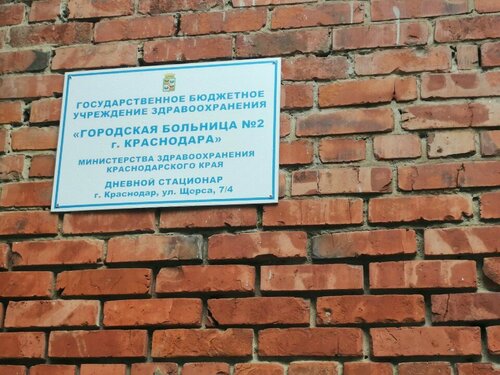 ГОСУДАРСТВЕННОЕ БЮДЖЕТНОЕ
УЧРЕЖДЕНИЕ ЗДРАВООХРАНЕНИЯ
«ГОРОДСКАЯ БОЛЬНИЦА №2
г. КРАСНОДАРА»
МИНИСТЕРСТВА ЗДРАВООХРАНЕНИЯ
КРАСНОДАРСКОГО КРАЯ
ДНЕВНОЙ СТАЦИОНАР
г. Краснодар, ул. Щорса, 7/4